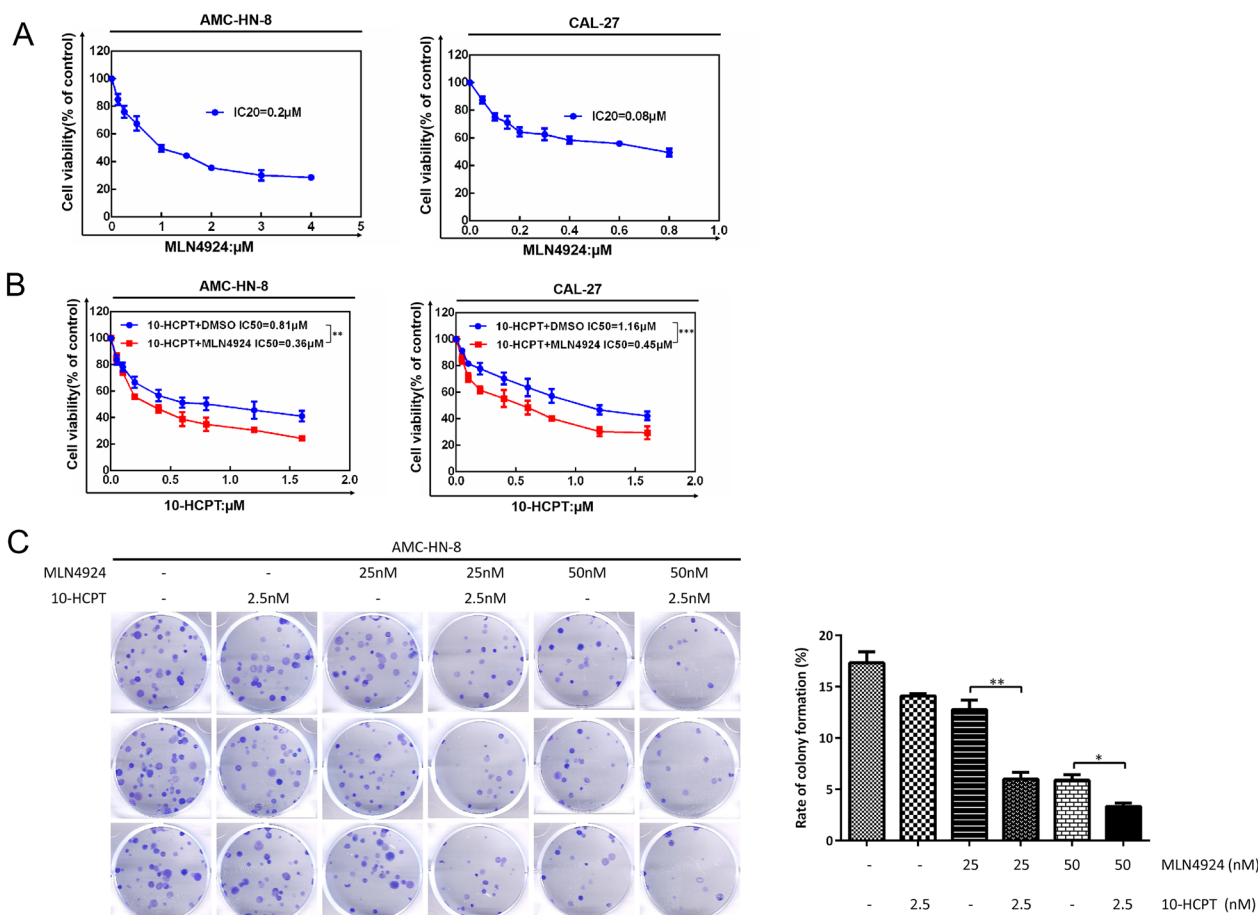 A
AMC-HN-8
CAL-27
Cell viability(% of control)
120
100
80
60
40
20
0
IC20=0.2μM
0 1 2 3 4 5
MLN4924:μM
Cell viability(% of control)
120
100
80
60
40
20
0
IC20=0.08μM
0.0 0.2 0.4 0.6 0.8 1.0
MLN4924:μM
B
AMC-HN-8
CAL-27
Cell viability(% of control)
120
100
80
60
40
20
0
10-HCPT+DMSO IC50=0.81μM
10-HCPT+MLN4924 IC50=0.36μM
**
0.0 0.5 1.0 1.5 2.0
10-HCPT:μM
Cell viability(% of control)
120
100
80
60
40
20
0
10-HCPT+DMSO IC50=1.16μM
10-HCPT+MLN4924 IC50=0.45μM
***
0.0 0.5 1.0 1.5 2.0
10-HCPT:μM
C
AMC-HN-8
MLN4924 - - 25nM 25nM 50nM 50nM
10-HCPT - 2.5nM - 2.5nM - 2.5nM
Rate of colony formation (%)
20
15
10
5
0
**
*
- - 25 25 50 50 MLN4924 (nM)
- 2.5 - 2.5 - 2.5 10-HCPT (nM)